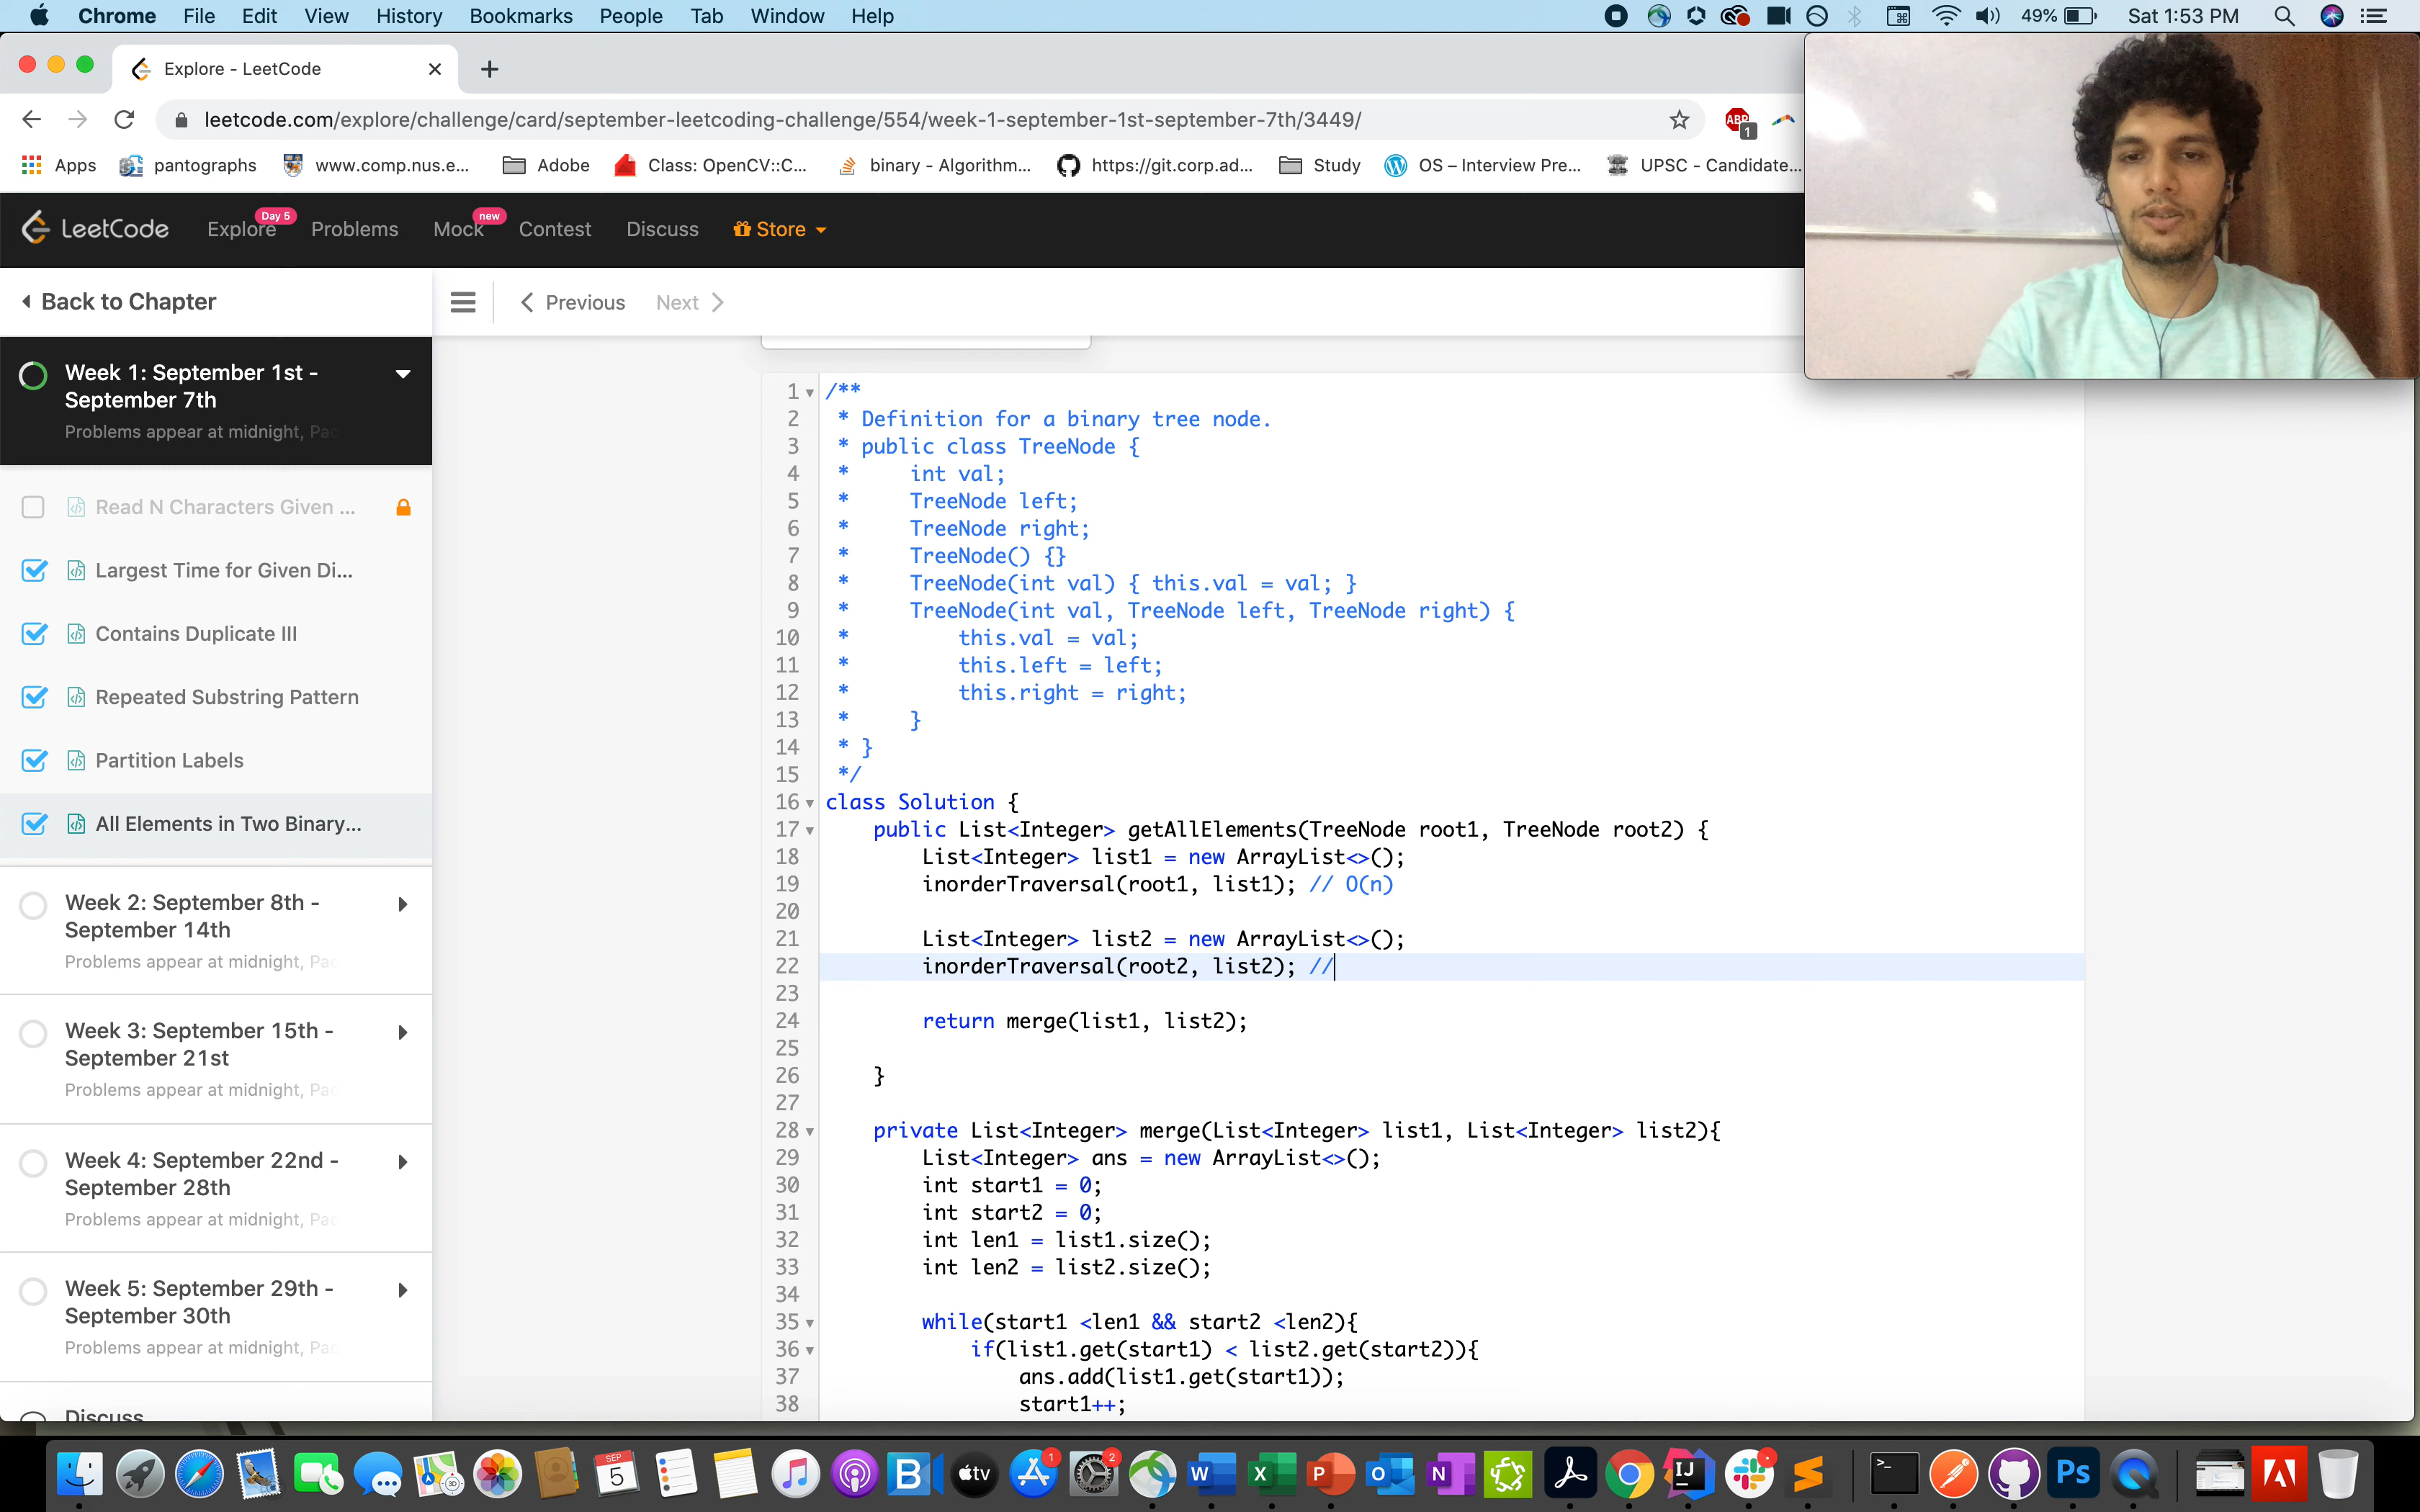 Chrome File Edit View History Bookmarks People Tab Window Help
49% Sat 1:53 PM
Explore - LeetCode
leetcode.com/explore/challenge/card/september-leetcoding-challenge/554/week-1-september-1st-september-7th/3449/
ABP 1
Apps pantographs www.comp.nus.e... Adobe Class: OpenCV::C... binary - Algorithm... https://git.corp.ad... Study OS – Interview Pre... UPSC - Candidate...
LeetCode Explore Day 5 Problems Mock new Contest Discuss Store
Back to Chapter
Previous Next
Week 1: September 1st -
September 7th
Problems appear at midnight, Pac
Read N Characters Given ...
Largest Time for Given Di...
Contains Duplicate III
Repeated Substring Pattern
Partition Labels
All Elements in Two Binary...
Week 2: September 8th -
September 14th
Problems appear at midnight, Pac
Week 3: September 15th -
September 21st
Problems appear at midnight, Pac
Week 4: September 22nd -
September 28th
Problems appear at midnight, Pac
Week 5: September 29th -
September 30th
Problems appear at midnight, Pac
Discuss
1 /**
2 * Definition for a binary tree node.
3 * public class TreeNode {
4 * int val;
5 * TreeNode left;
6 * TreeNode right;
7 * TreeNode() {}
8 * TreeNode(int val) { this.val = val; }
9 * TreeNode(int val, TreeNode left, TreeNode right) {
10 * this.val = val;
11 * this.left = left;
12 * this.right = right;
13 * }
14 * }
15 */
16 class Solution {
17 public List<Integer> getAllElements(TreeNode root1, TreeNode root2) {
18 List<Integer> list1 = new ArrayList<>();
19 inorderTraversal(root1, list1); // O(n)
20
21 List<Integer> list2 = new ArrayList<>();
22 inorderTraversal(root2, list2); //
23
24 return merge(list1, list2);
25
26 }
27
28 private List<Integer> merge(List<Integer> list1, List<Integer> list2){
29 List<Integer> ans = new ArrayList<>();
30 int start1 = 0;
31 int start2 = 0;
32 int len1 = list1.size();
33 int len2 = list2.size();
34
35 while(start1 <len1 && start2 <len2){
36 if(list1.get(start1) < list2.get(start2)){
37 ans.add(list1.get(start1));
38 start1++;
SEP 5 B tv 1 2 W X P O N IJ Ps